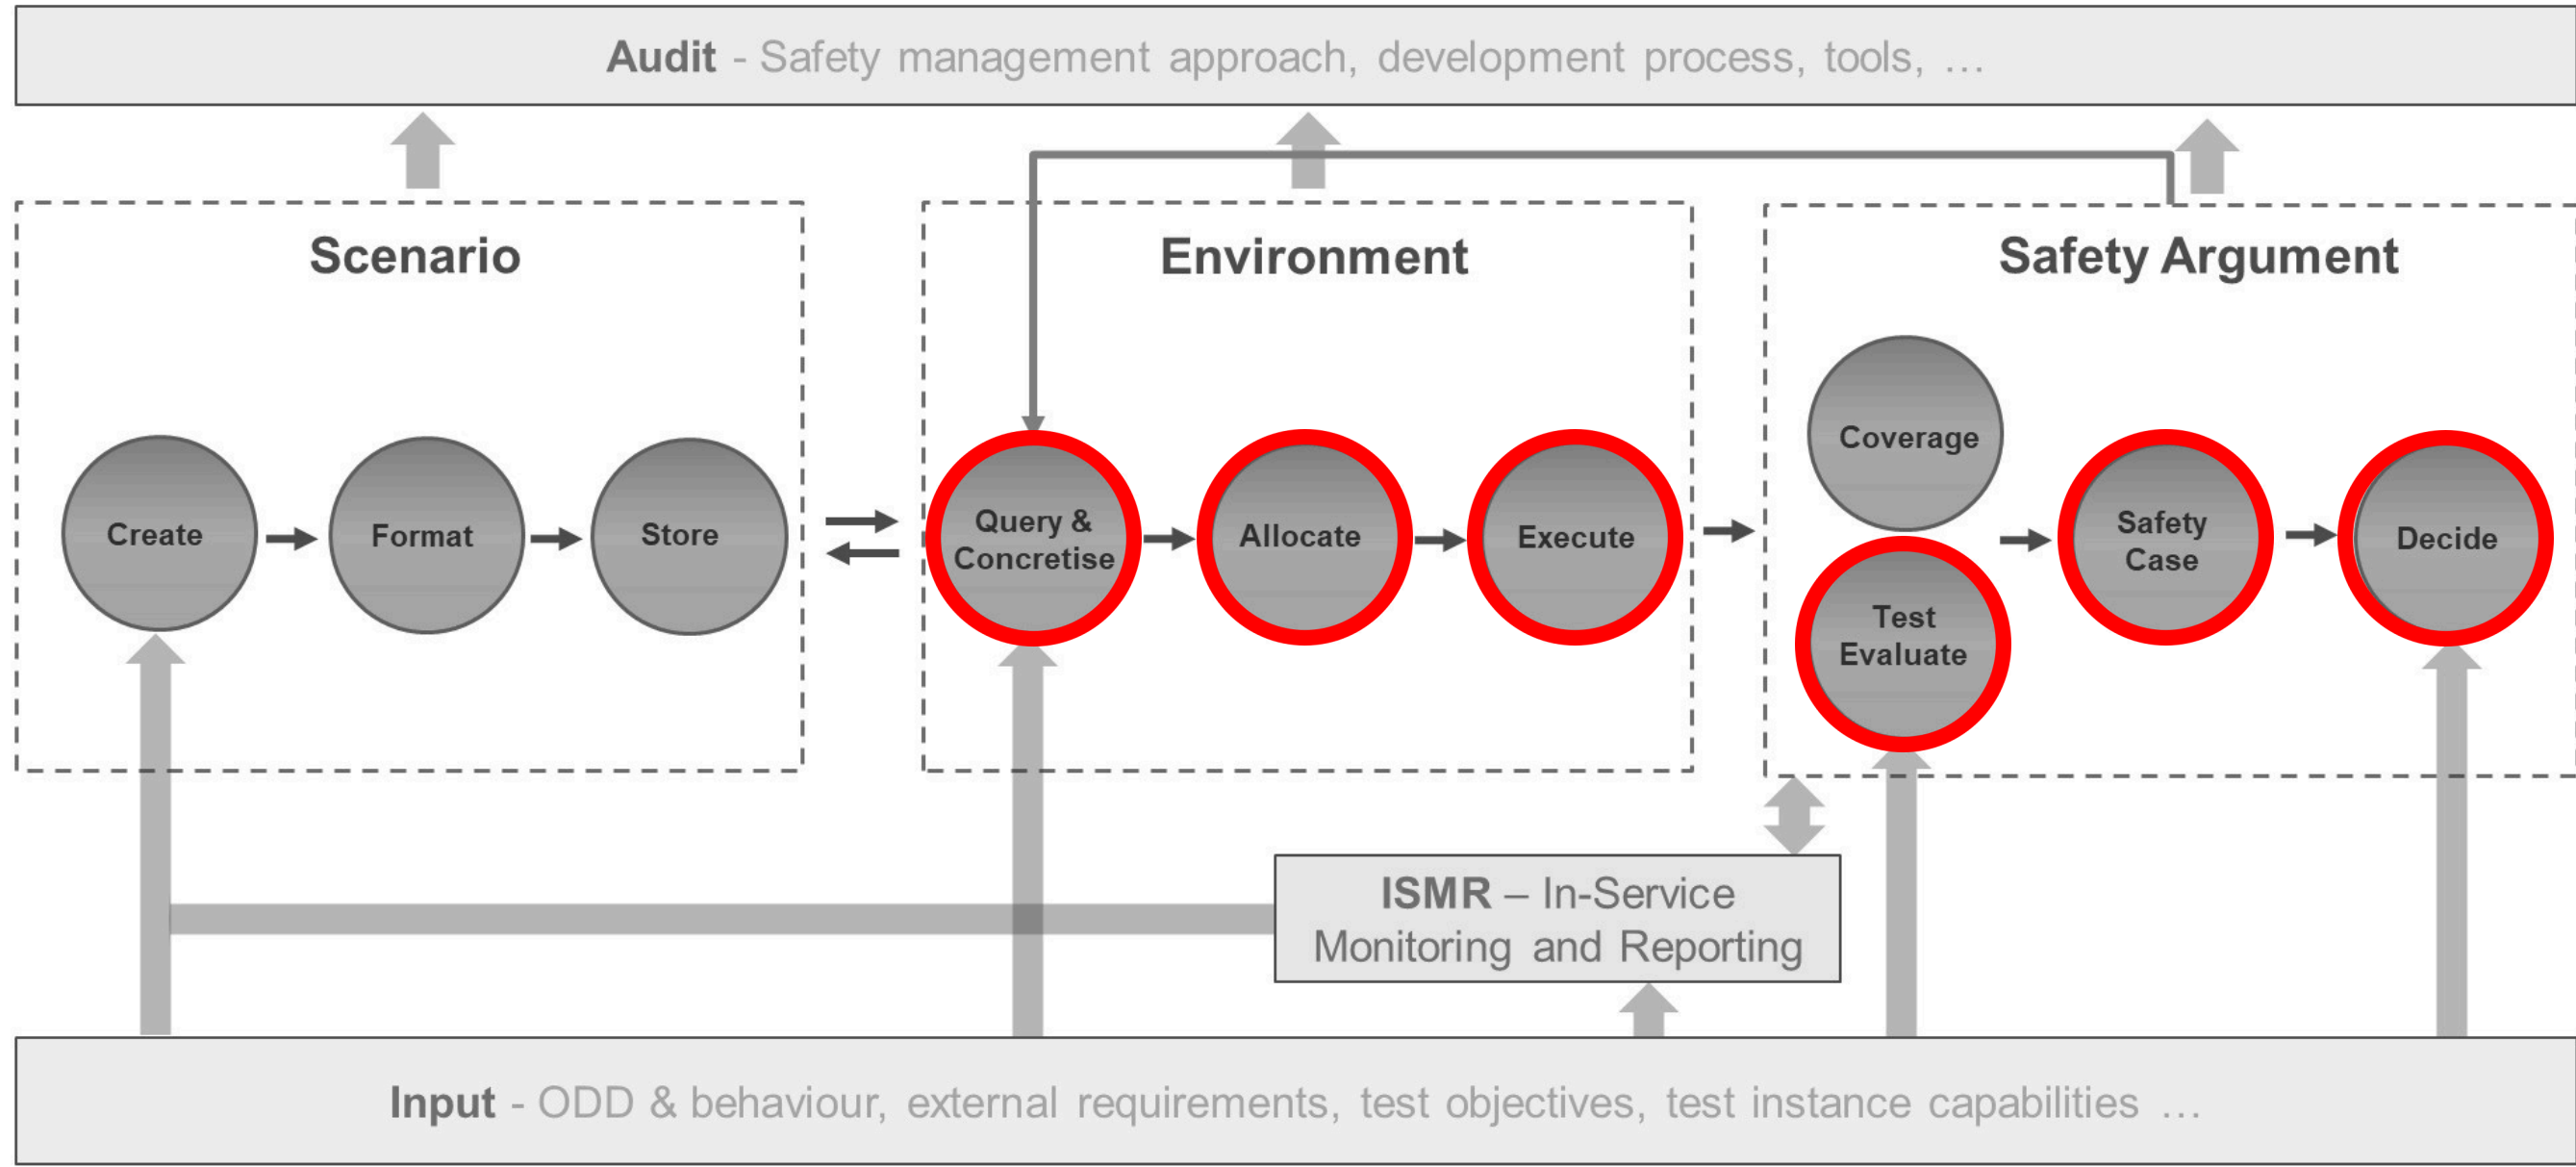 Audit - Safety management approach, development process, tools, …
Scenario
Environment
Safety Argument
Create
Format
Store
Query &
Concretise
Allocate
Execute
Coverage
Test
Evaluate
Safety
Case
Decide
ISMR – In-Service
Monitoring and Reporting
Input - ODD & behaviour, external requirements, test objectives, test instance capabilities …